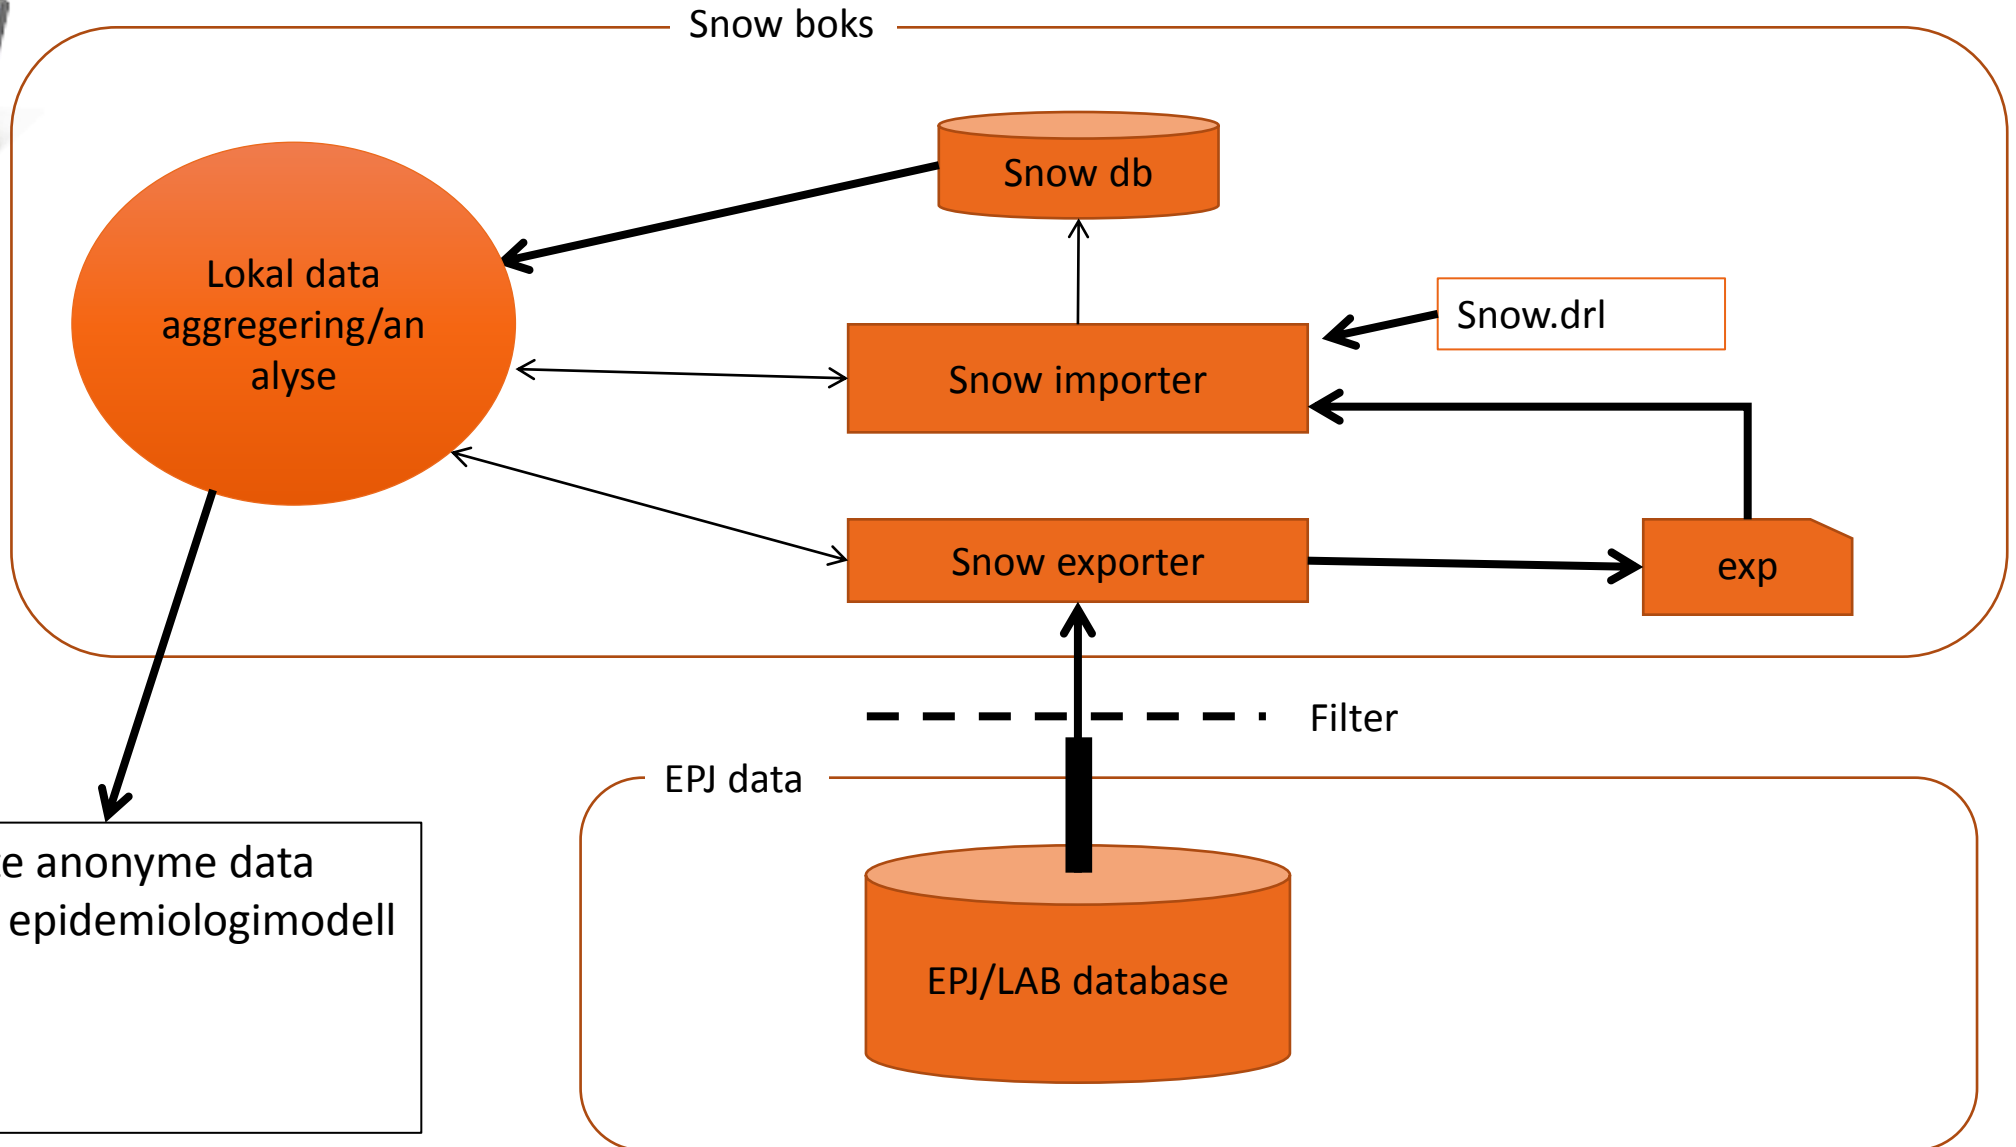 Snow boks
Snow db
Lokal data
aggregering/an
alyse
Snow.drl
Snow importer
Snow exporter
exp
Filter
EPJ data
anonyme data
epidemiologimodell
EPJ/LAB database